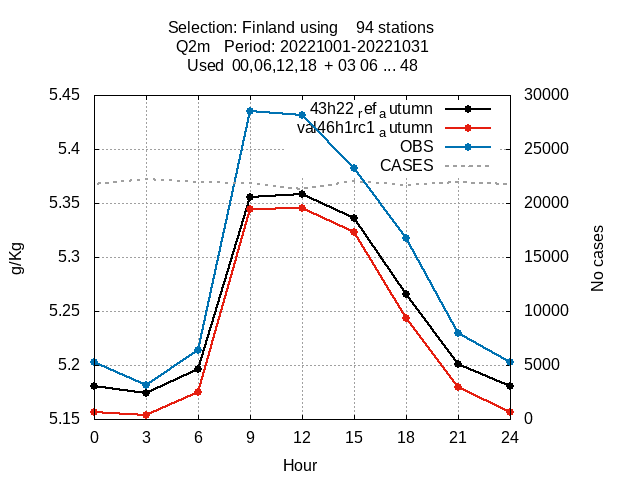 Selection: Finland using    94 stations
Q2m   Period: 20221001-20221031
Used  00,06,12,18  + 03 06 ... 48
5.45
5.4
5.35
5.3
5.25
5.2
5.15
g/Kg
43h22 ref a utumn
val46h1rc1 a utumn
OBS
CASES
30000
25000
20000
15000
10000
5000
0
No cases
0 3 6 9 12 15 18 21 24
Hour